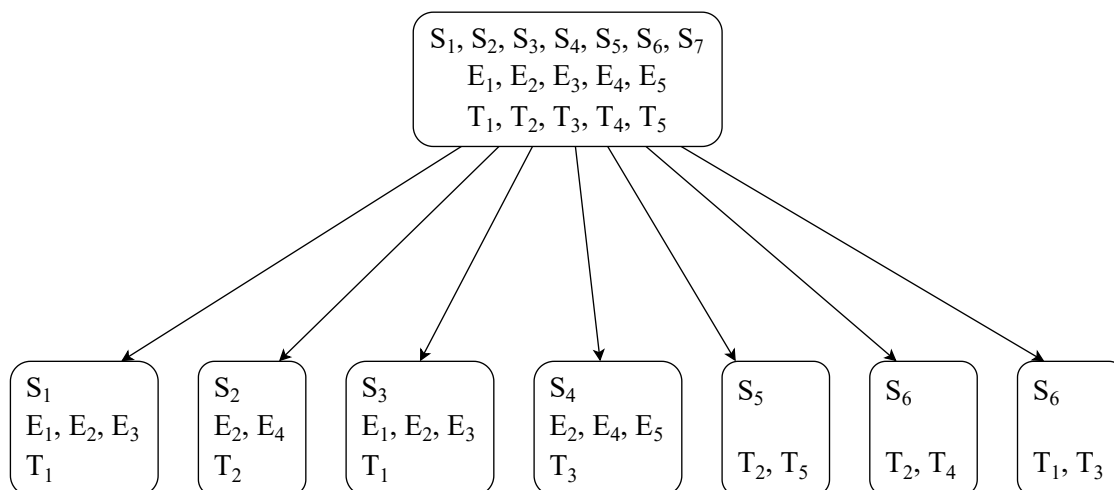 S₁, S₂, S₃, S₄, S₅, S₆, S₇
E₁, E₂, E₃, E₄, E₅
T₁, T₂, T₃, T₄, T₅
S₁
E₁, E₂, E₃
T₁
S₂
E₂, E₄
T₂
S₃
E₁, E₂, E₃
T₁
S₄
E₂, E₄, E₅
T₃
S₅
T₂, T₅
S₆
T₂, T₄
S₆
T₁, T₃